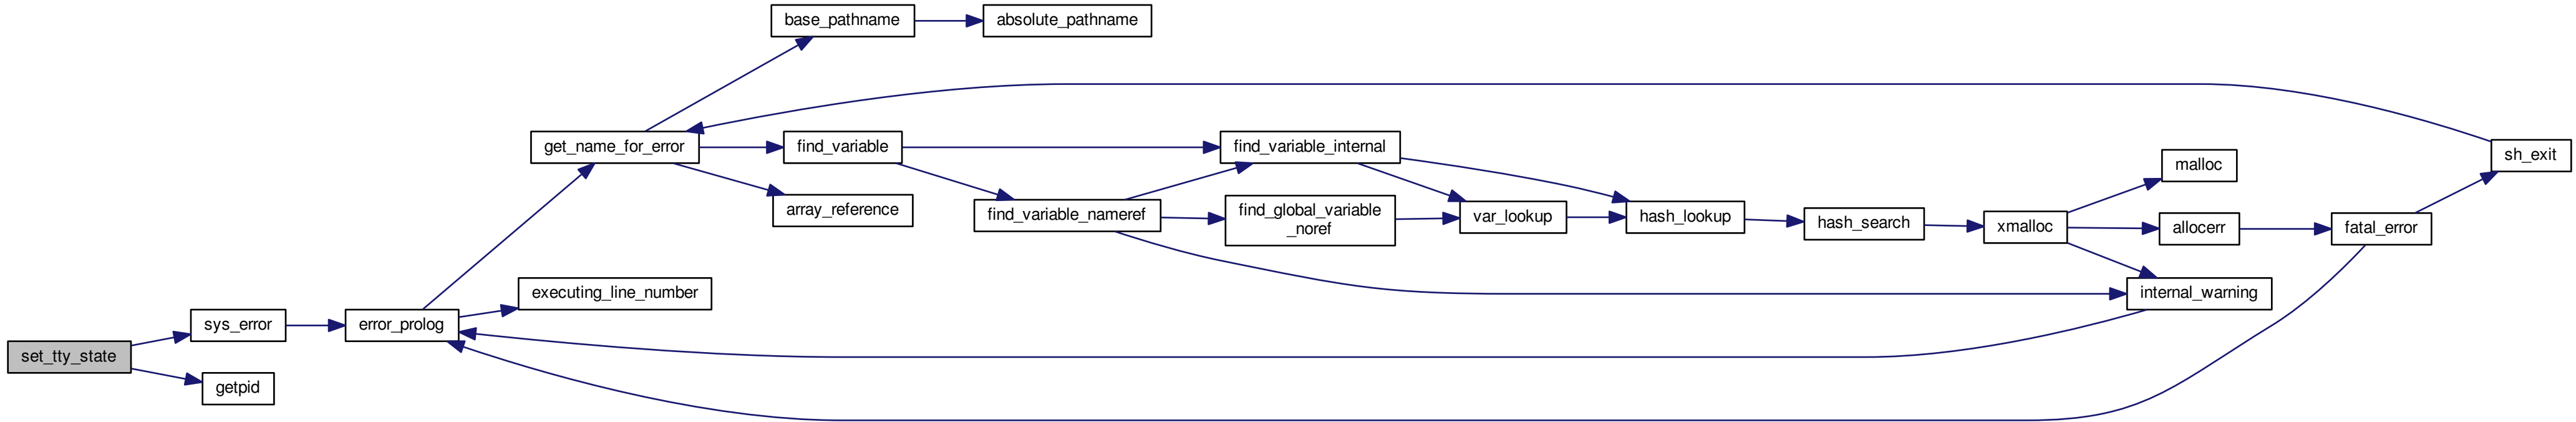 base_pathname
absolute_pathname
get_name_for_error
find_variable
find_variable_internal
sh_exit
malloc
array_reference
find_variable_nameref
find_global_variable
_noref
var_lookup
hash_lookup
hash_search
xmalloc
allocerr
fatal_error
executing_line_number
internal_warning
sys_error
error_prolog
set_tty_state
getpid